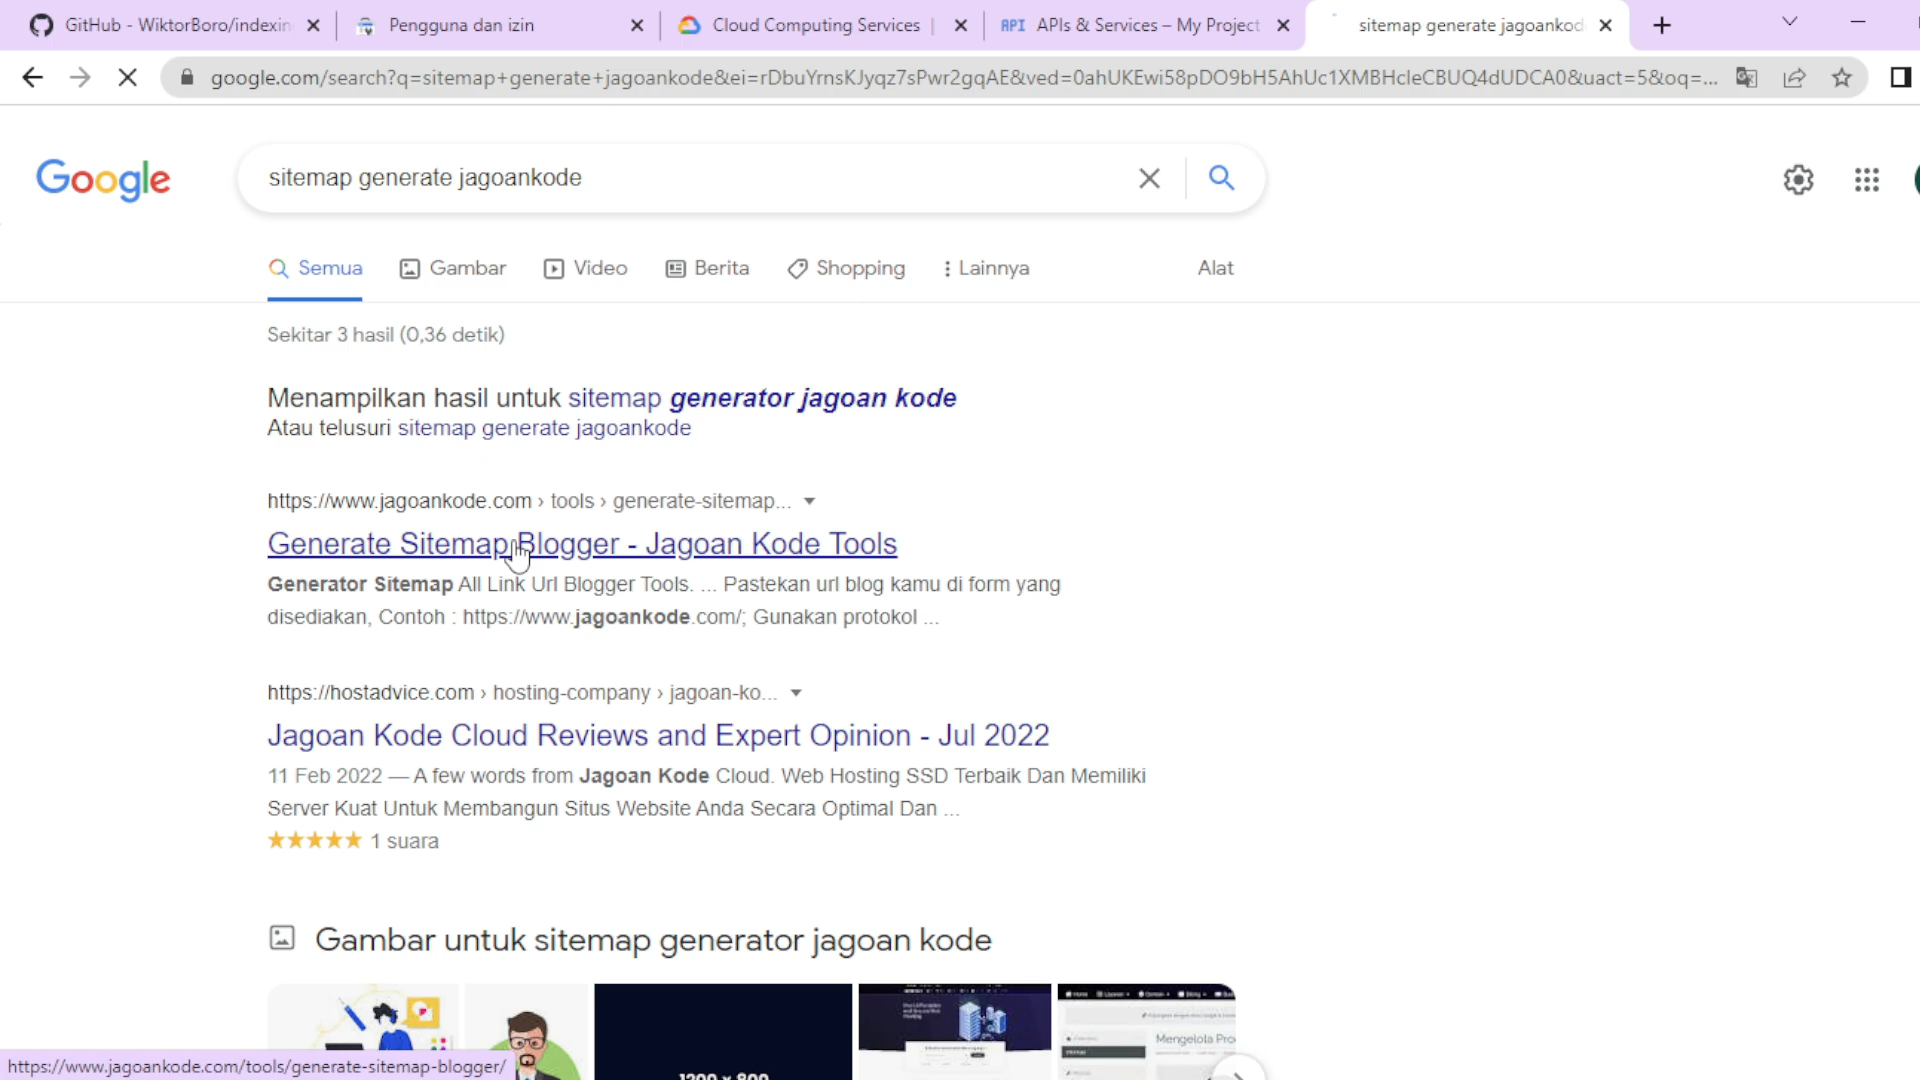 GitHub - WiktorBoro/indexin
Pengguna dan izin
Cloud Computing Services |
API APIs & Services – My Project
sitemap generate jagoankod
google.com/search?q=sitemap+generate+jagoankode&ei=rDbuYrnsKJyqz7sPwr2gqAE&ved=0ahUKEwi58pDO9bH5AhUc1XMBHcleCBUQ4dUDCA0&uact=5&oq=...
Google
sitemap generate jagoankode
Semua
Gambar
Video
Berita
Shopping
Lainnya
Alat
Sekitar 3 hasil (0,36 detik)
Menampilkan hasil untuk sitemap generator jagoan kode
Atau telusuri sitemap generate jagoankode
https://www.jagoankode.com › tools › generate-sitemap...
Generate Sitemap Blogger - Jagoan Kode Tools
Generator Sitemap All Link Url Blogger Tools. ... Pastekan url blog kamu di form yang
disediakan, Contoh : https://www.jagoankode.com/; Gunakan protokol ...
https://hostadvice.com › hosting-company › jagoan-ko...
Jagoan Kode Cloud Reviews and Expert Opinion - Jul 2022
11 Feb 2022 — A few words from Jagoan Kode Cloud. Web Hosting SSD Terbaik Dan Memiliki
Server Kuat Untuk Membangun Situs Website Anda Secara Optimal Dan ...
1 suara
Gambar untuk sitemap generator jagoan kode
Mengelola Pro
1200 x 800
https://www.jagoankode.com/tools/generate-sitemap-blogger/